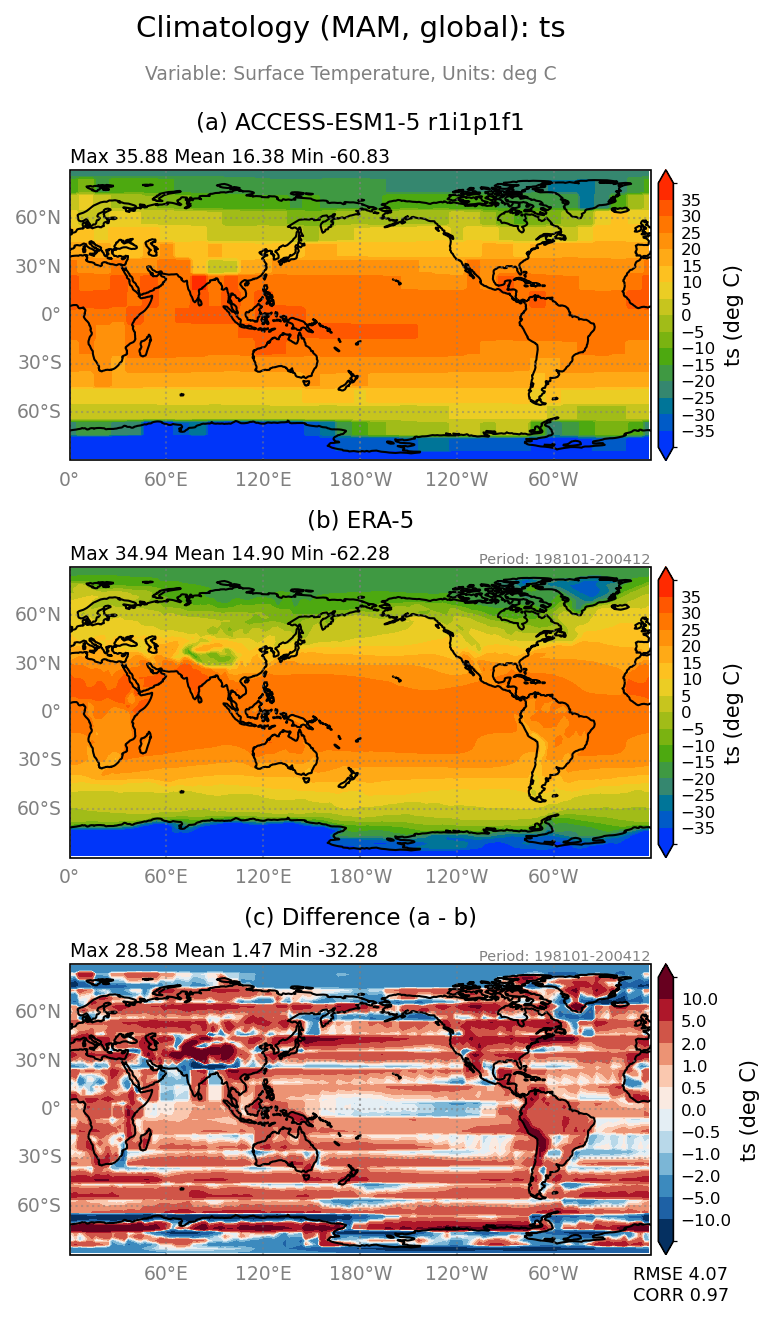 Climatology (MAM, global): ts
Variable: Surface Temperature, Units: deg C
(a) ACCESS-ESM1-5 r1i1p1f1
Max 35.88 Mean 16.38 Min -60.83
60°N
30°N
0°
30°S
60°S
0°
60°E
120°E
180°W
120°W
60°W
35
30
25
20
15
10
5
0
−5
−10
−15
−20
−25
−30
−35
ts (deg C)
(b) ERA-5
Max 34.94 Mean 14.90 Min -62.28
Period: 198101-200412
60°N
30°N
0°
30°S
60°S
0°
60°E
120°E
180°W
120°W
60°W
35
30
25
20
15
10
5
0
−5
−10
−15
−20
−25
−30
−35
ts (deg C)
(c) Difference (a - b)
Max 28.58 Mean 1.47 Min -32.28
Period: 198101-200412
60°N
30°N
0°
30°S
60°S
60°E
120°E
180°W
120°W
60°W
10.0
5.0
2.0
1.0
0.5
0.0
−0.5
−1.0
−2.0
−5.0
−10.0
ts (deg C)
RMSE 4.07
CORR 0.97